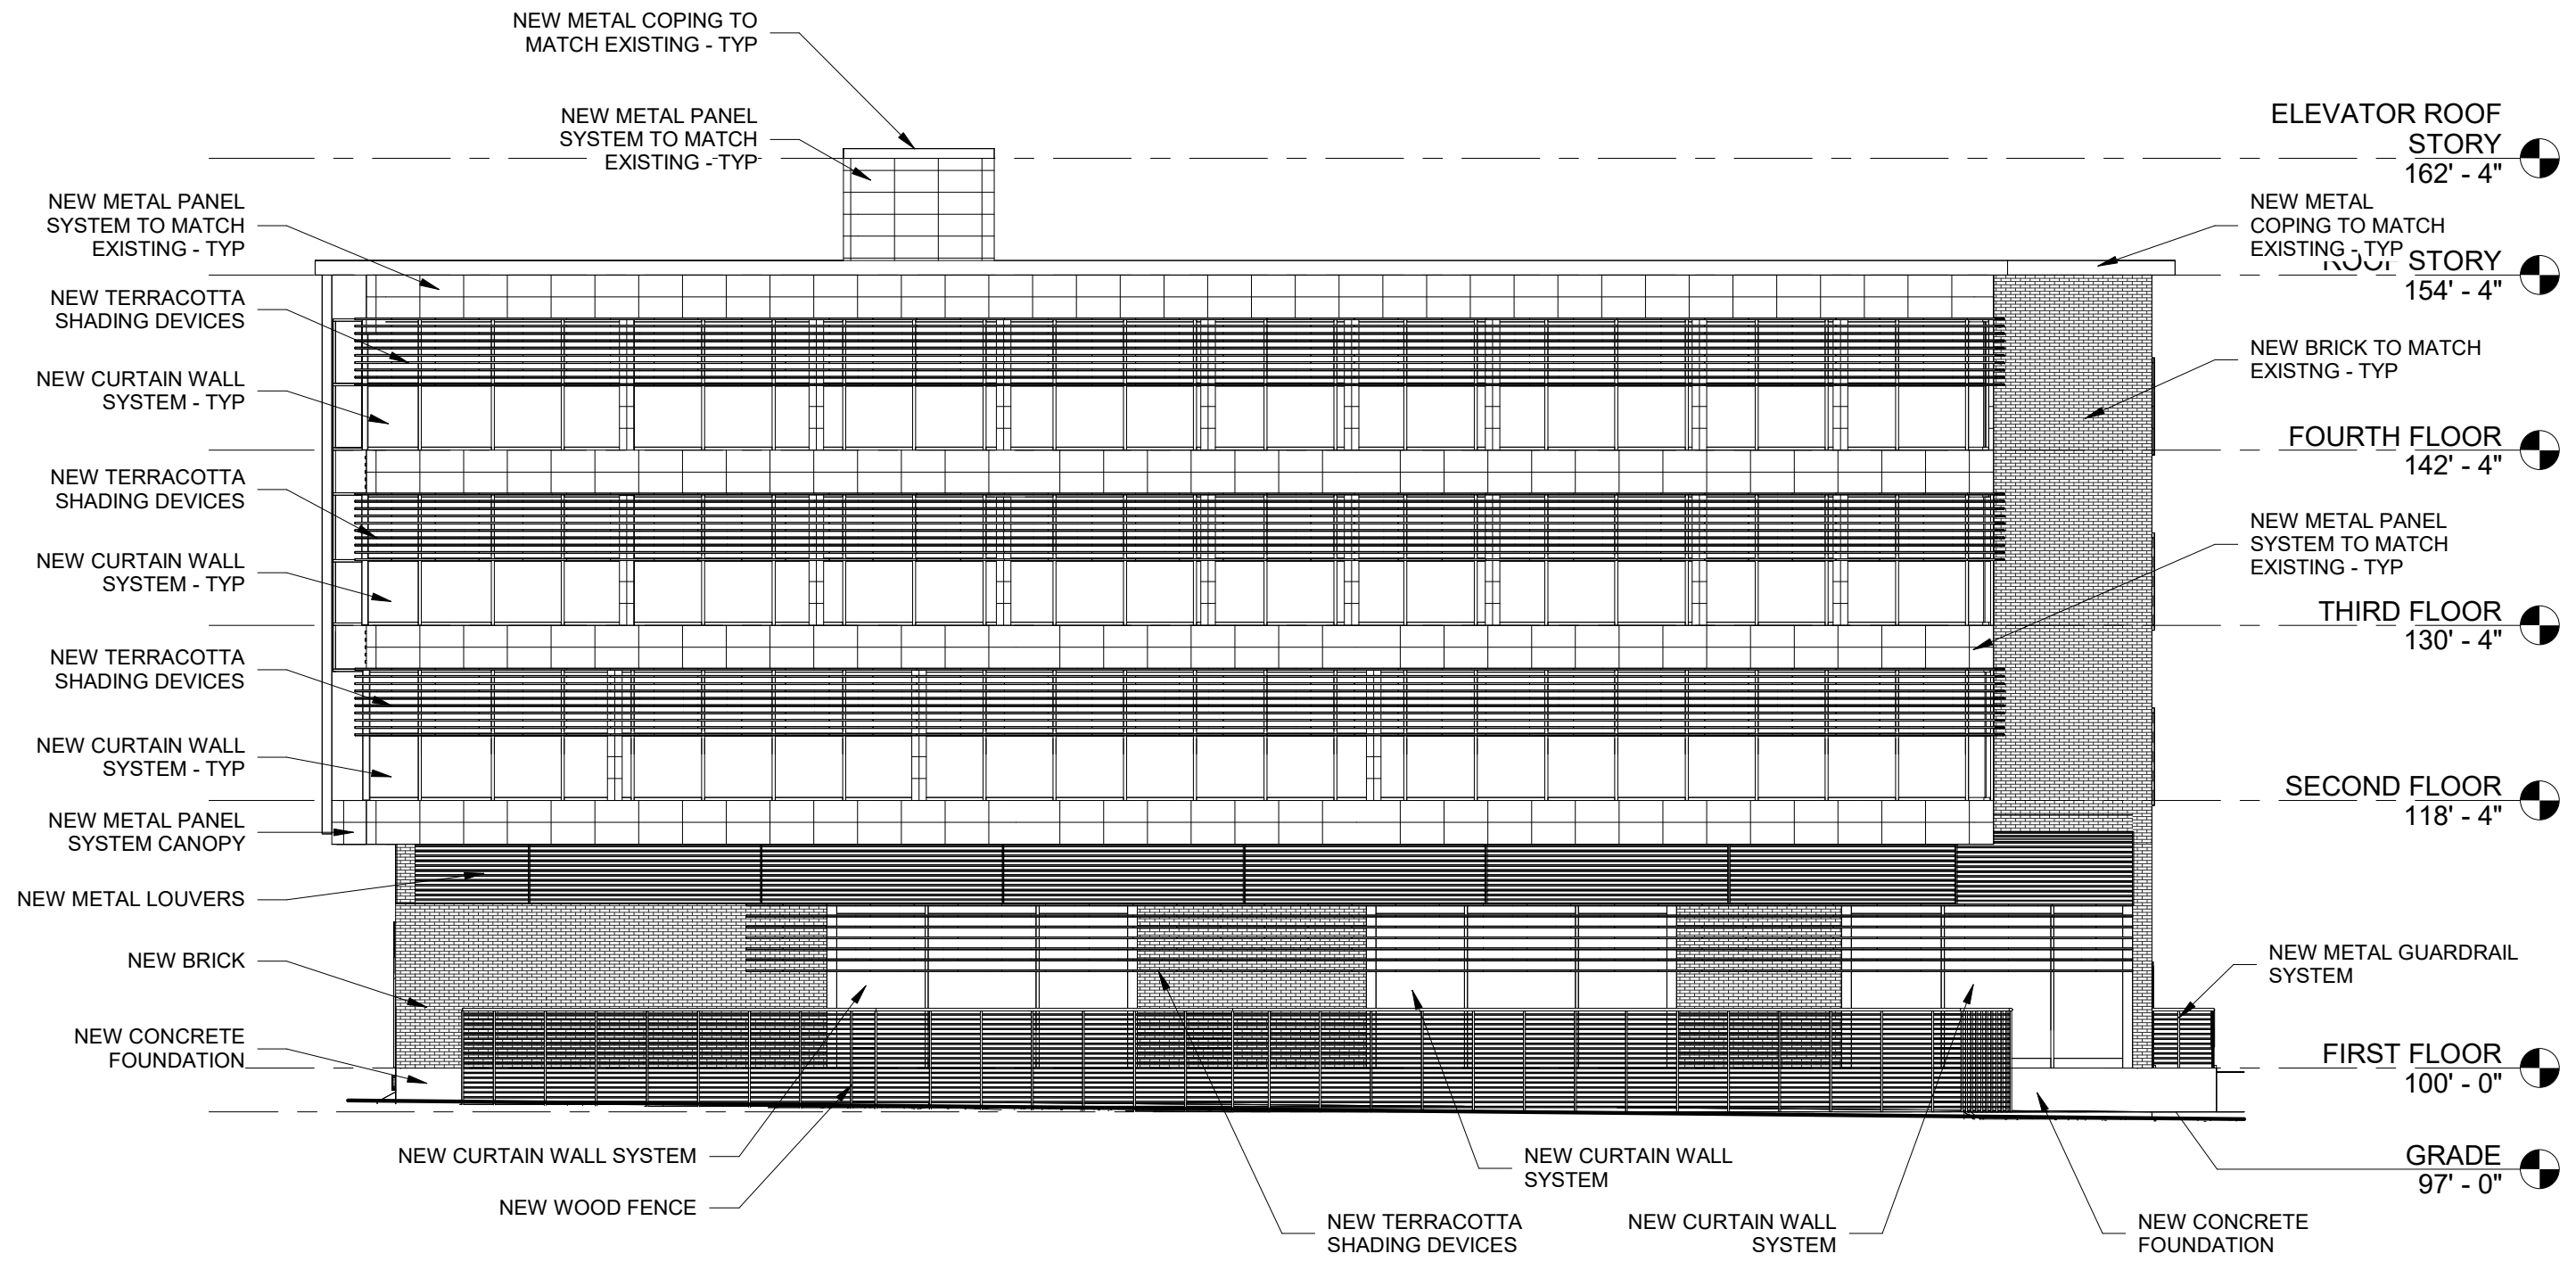 NEW METAL COPING TO
MATCH EXISTING - TYP
NEW METAL PANEL
SYSTEM TO MATCH
EXISTING - TYP
NEW METAL PANEL
SYSTEM TO MATCH
EXISTING - TYP
NEW TERRACOTTA
SHADING DEVICES
NEW CURTAIN WALL
SYSTEM - TYP
NEW TERRACOTTA
SHADING DEVICES
NEW CURTAIN WALL
SYSTEM - TYP
NEW TERRACOTTA
SHADING DEVICES
NEW CURTAIN WALL
SYSTEM - TYP
NEW METAL PANEL
SYSTEM CANOPY
NEW METAL LOUVERS
NEW BRICK
NEW CONCRETE
FOUNDATION
NEW CURTAIN WALL SYSTEM
NEW WOOD FENCE
NEW TERRACOTTA
SHADING DEVICES
NEW CURTAIN WALL
SYSTEM
NEW CURTAIN WALL
SYSTEM
NEW CONCRETE
FOUNDATION
ELEVATOR ROOF
STORY
162' - 4"
NEW METAL
COPING TO MATCH
EXISTING - TYP
ROOF STORY
154' - 4"
NEW BRICK TO MATCH
EXISTNG - TYP
FOURTH FLOOR
142' - 4"
NEW METAL PANEL
SYSTEM TO MATCH
EXISTING - TYP
THIRD FLOOR
130' - 4"
SECOND FLOOR
118' - 4"
NEW METAL GUARDRAIL
SYSTEM
FIRST FLOOR
100' - 0"
GRADE
97' - 0"